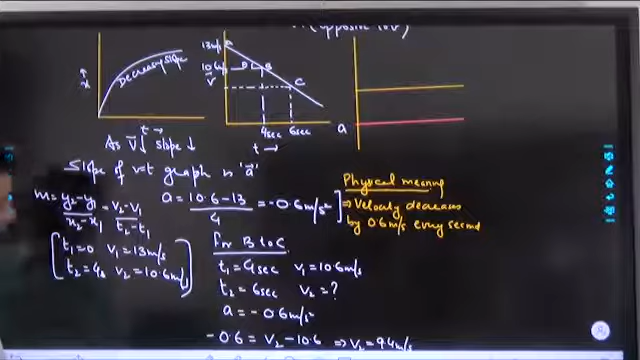 (opposite to v)
x
Decreasing slope
t →
13m/s
A
10.6m/s
D
B
v
C
4sec 6sec
t →
a
As v↓ slope ↓
Slope of v-t graph is 'a'
m = y₂-y₁/x₂-x₁ = v₂-v₁/t₂-t₁
a = 10.6-13/4 = -0.6m/s²
Physical meaning
⇒ Velocity decreases
by 0.6m/s every second
t₁=0 v₁=13m/s
t₂=4s v₂=10.6m/s
For B to C
t₁=4sec v₁=10.6m/s
t₂=6sec v₂=?
a = -0.6m/s²
-0.6 = v₂-10.6 ⇒ v₂=9.4m/s